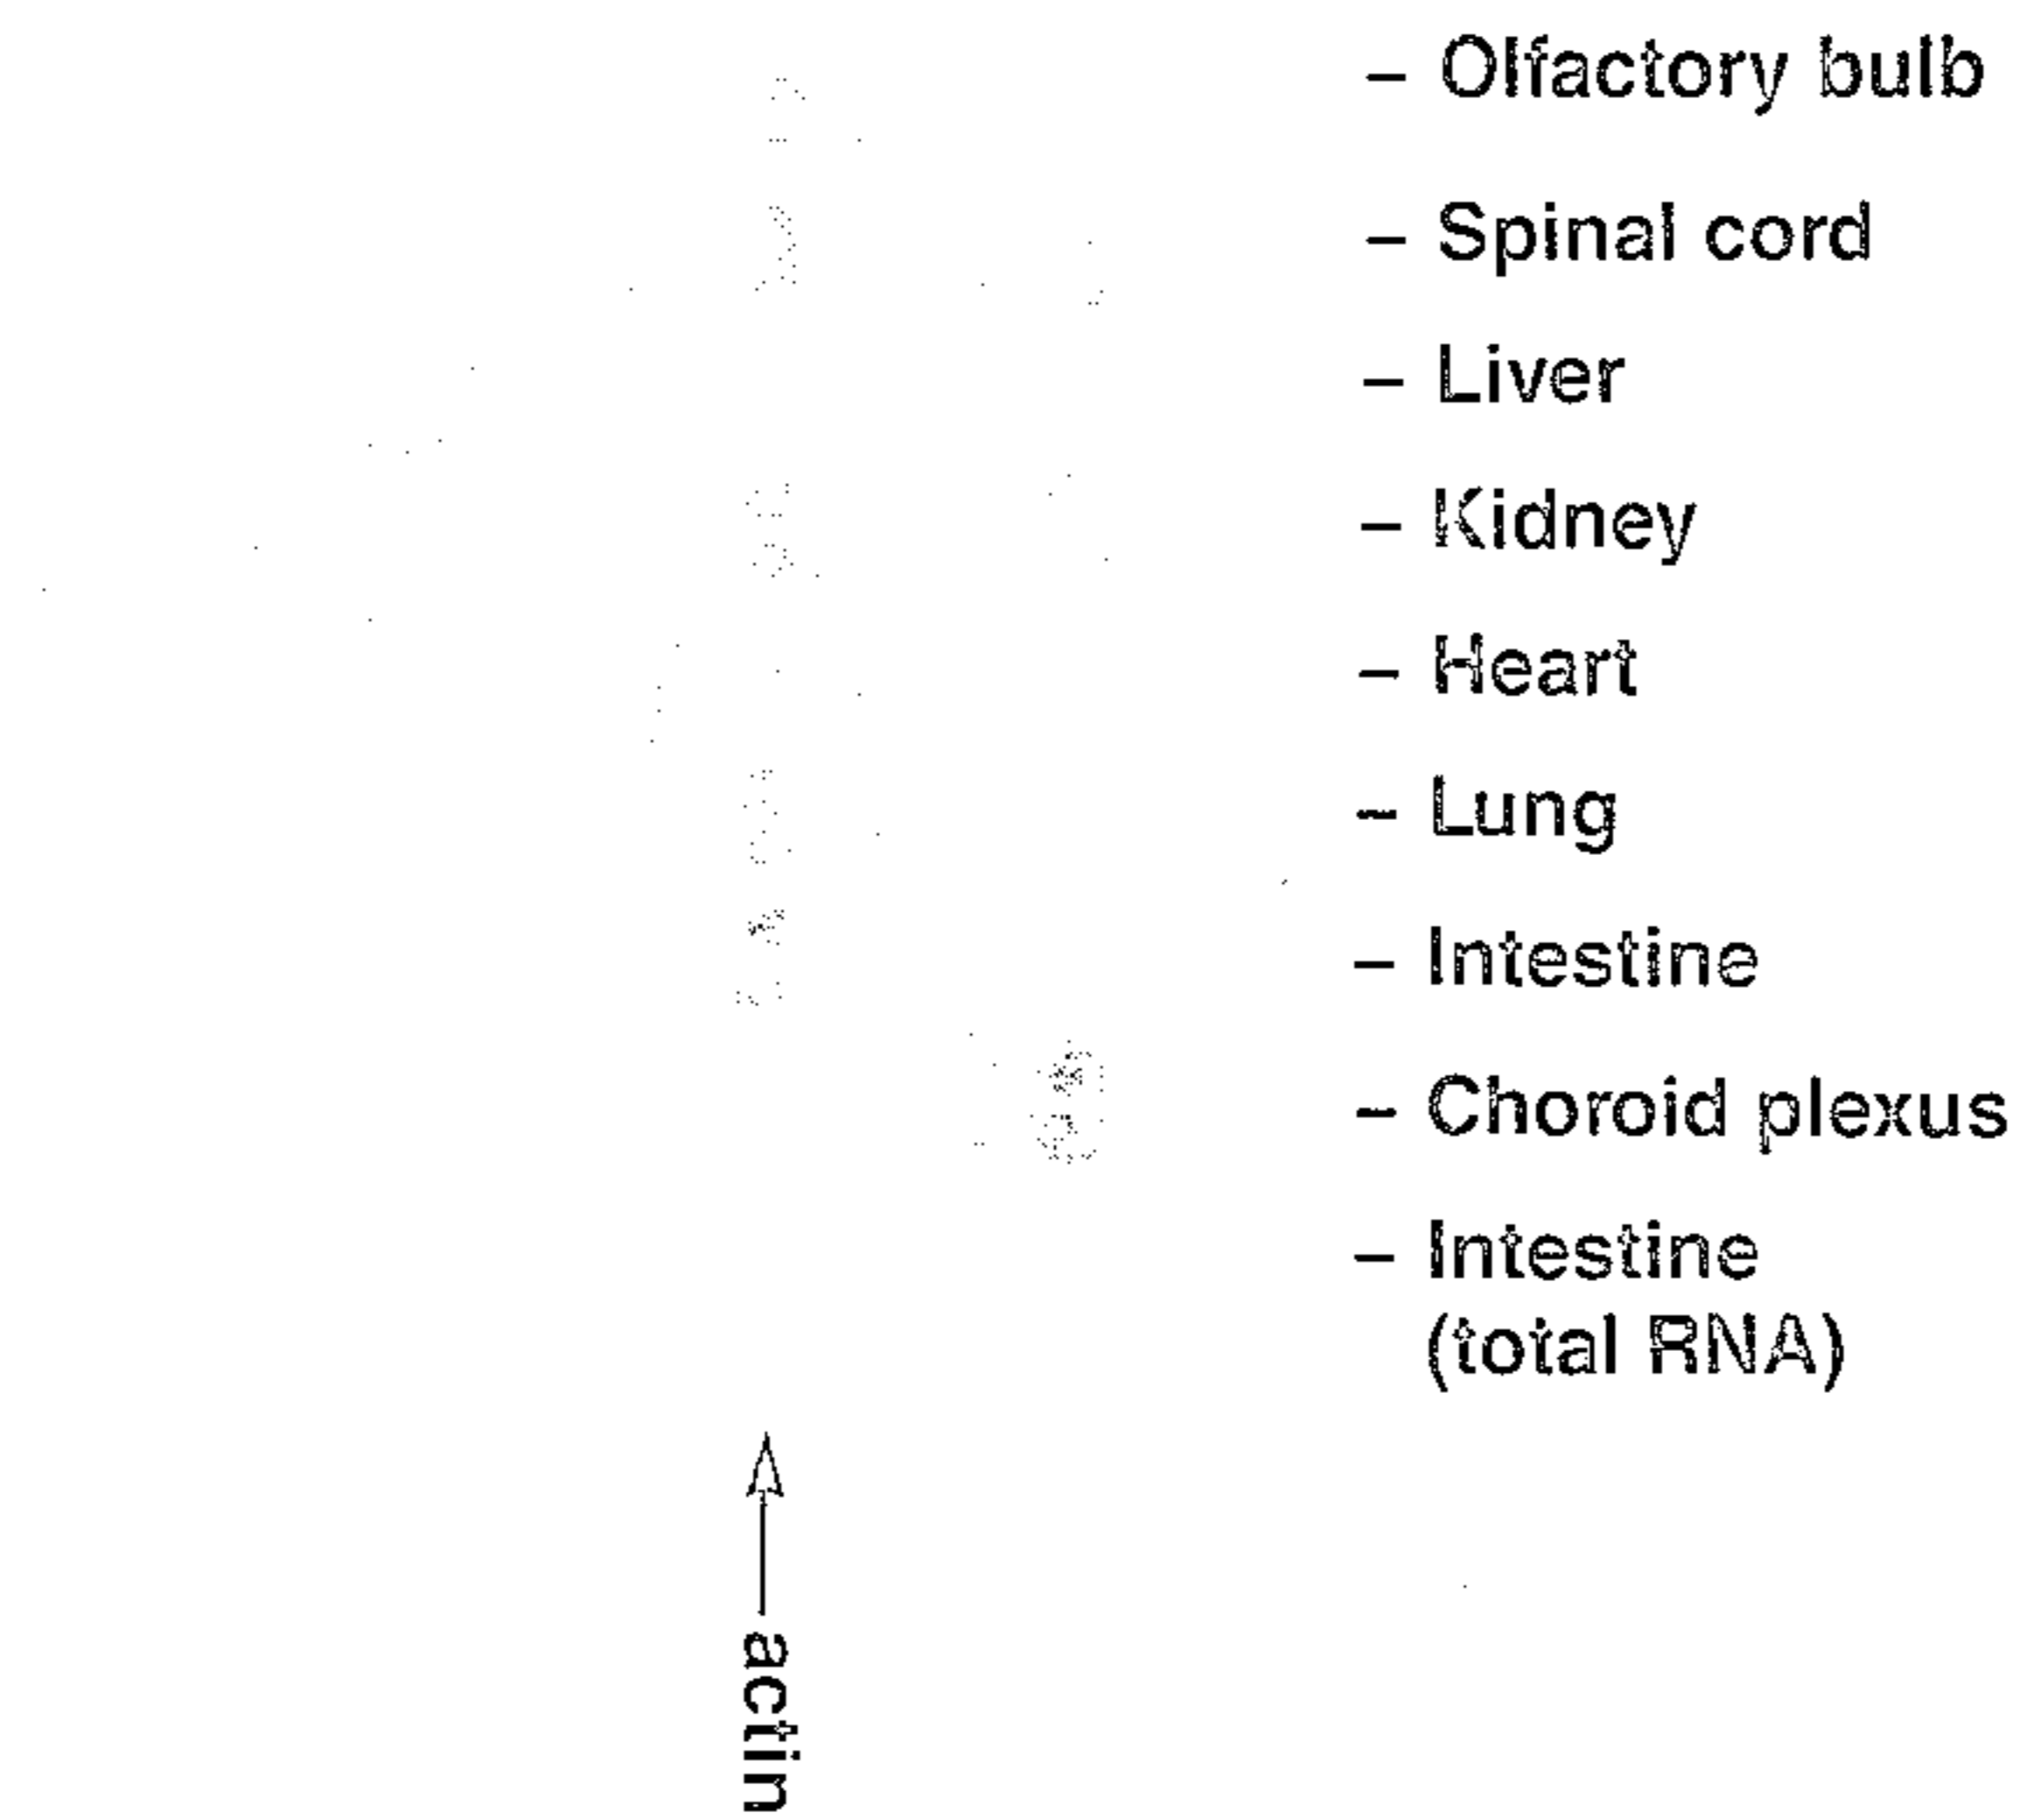 – Olfactory bulb
– Spinal cord
– Liver
– Kidney
– Heart
– Lung
– Intestine
– Choroid plexus
– Intestine
(total RNA)
actin